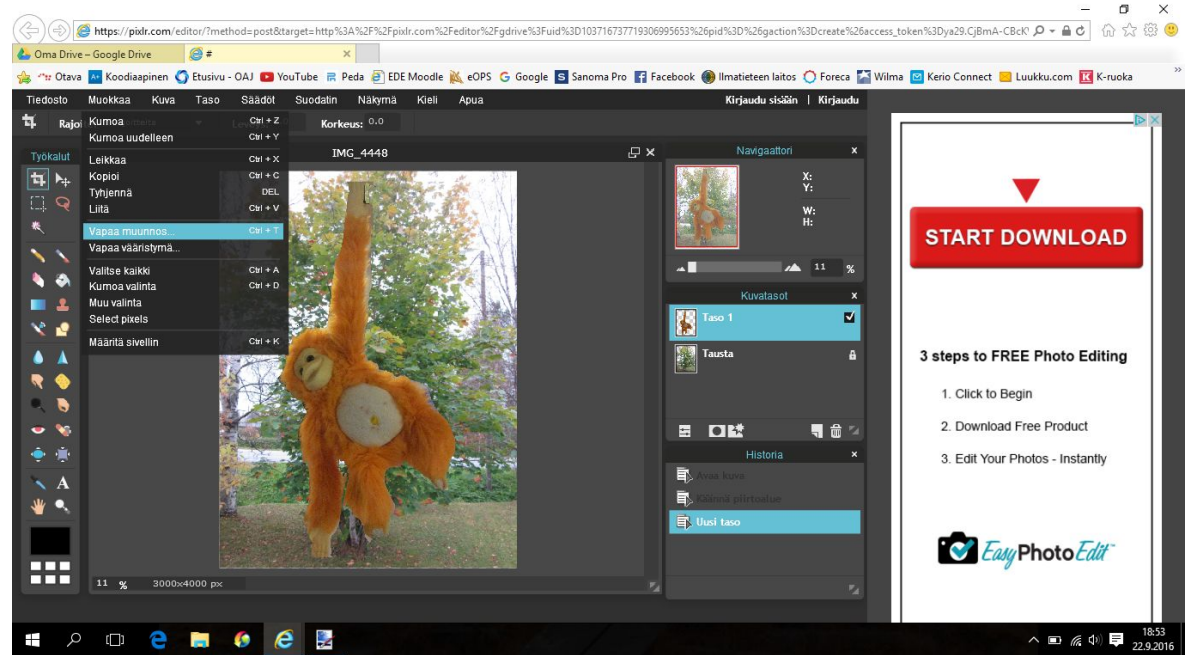 https://pixlr.com/editor/?method=post&target=http%3A%2F%2Fpixlr.com%2Feditor%2Fgdrive%3Fuid%3D103716737719306995653%26pid%3D%26gaction%3Dcreate%26access_token%3Dya29.CjBmA-CBcK
Oma Drive – Google Drive
#
Otava Koodiaapinen Etusivu - OAJ YouTube Peda EDE Moodle eOPS Google Sanoma Pro Facebook Ilmatieteen laitos Foreca Wilma Kerio Connect Luukku.com K-ruoka
Tiedosto Muokkaa Kuva Taso Säädöt Suodatin Näkymä Kieli Apua Kirjaudu sisään | Kirjaudu
Korkeus: 0.0
Työkalut
Kumoa Ctrl + Z
Kumoa uudelleen Ctrl + Y
Leikkaa Ctrl + X
Kopioi Ctrl + C
Tyhjennä DEL
Liitä Ctrl + V
Vapaa muunnos... Ctrl + T
Vapaa vääristymä...
Valitse kaikki Ctrl + A
Kumoa valinta Ctrl + D
Muu valinta
Select pixels
Määritä sivellin Ctrl + K
IMG_4448
11 % 3000x4000 px
Navigaattori
X:
Y:
W:
H:
11 %
Kuvatasot
Taso 1
Tausta
Historia
Avaa kuva
Käännä piirtoalue
Uusi taso
START DOWNLOAD
3 steps to FREE Photo Editing
1. Click to Begin
2. Download Free Product
3. Edit Your Photos - Instantly
EasyPhotoEdit™
18:53
22.9.2016